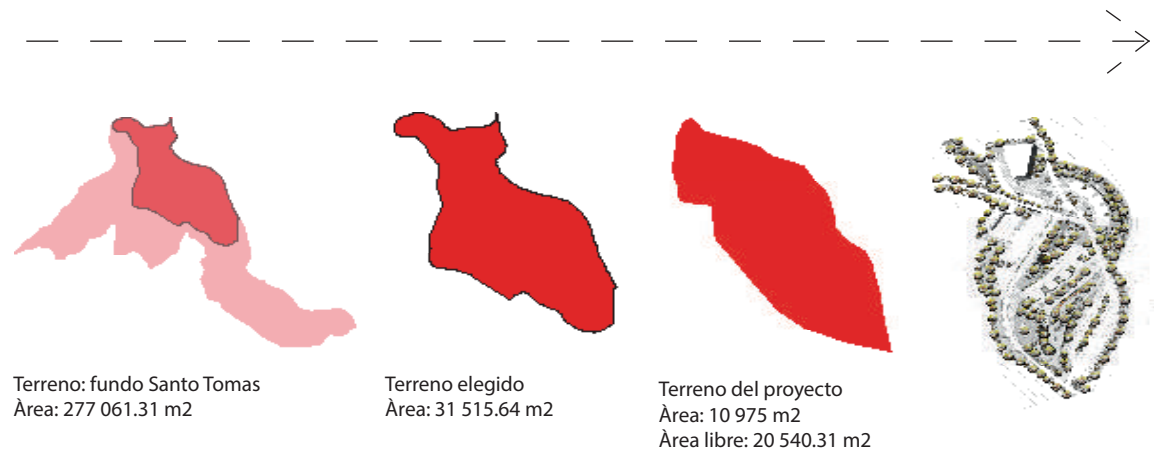 Terreno: fundo Santo Tomas
Àrea: 277 061.31 m2
Terreno elegido
Àrea: 31 515.64 m2
Terreno del proyecto
Àrea: 10 975 m2
Àrea libre: 20 540.31 m2